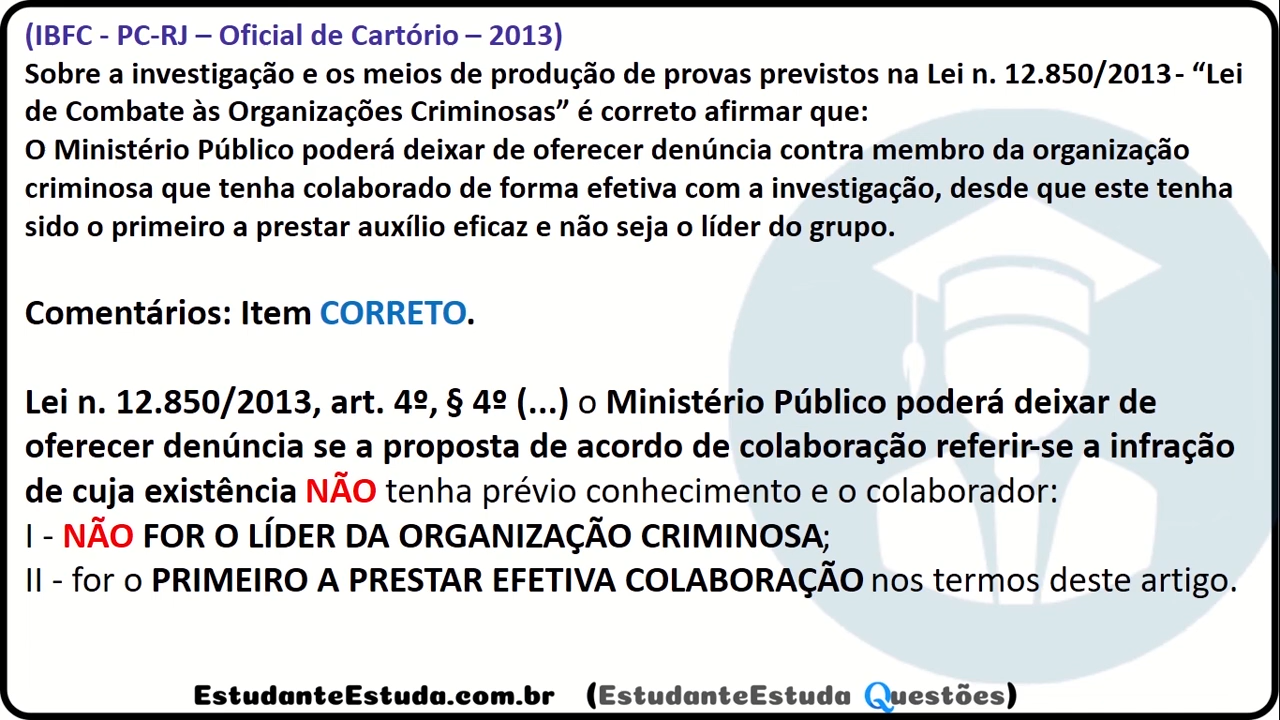 (IBFC - PC-RJ – Oficial de Cartório – 2013)
Sobre a investigação e os meios de produção de provas previstos na Lei n. 12.850/2013- “Lei
de Combate às Organizações Criminosas” é correto afirmar que:
O Ministério Público poderá deixar de oferecer denúncia contra membro da organização
criminosa que tenha colaborado de forma efetiva com a investigação, desde que este tenha
sido o primeiro a prestar auxílio eficaz e não seja o líder do grupo.
Comentários: Item CORRETO.
Lei n. 12.850/2013, art. 4º, § 4º (...) o Ministério Público poderá deixar de
oferecer denúncia se a proposta de acordo de colaboração referir-se a infração
de cuja existência NÃO tenha prévio conhecimento e o colaborador:
I - NÃO FOR O LÍDER DA ORGANIZAÇÃO CRIMINOSA;
II - for o PRIMEIRO A PRESTAR EFETIVA COLABORAÇÃO nos termos deste artigo.
EstudanteEstuda.com.br (EstudanteEstuda Questões)